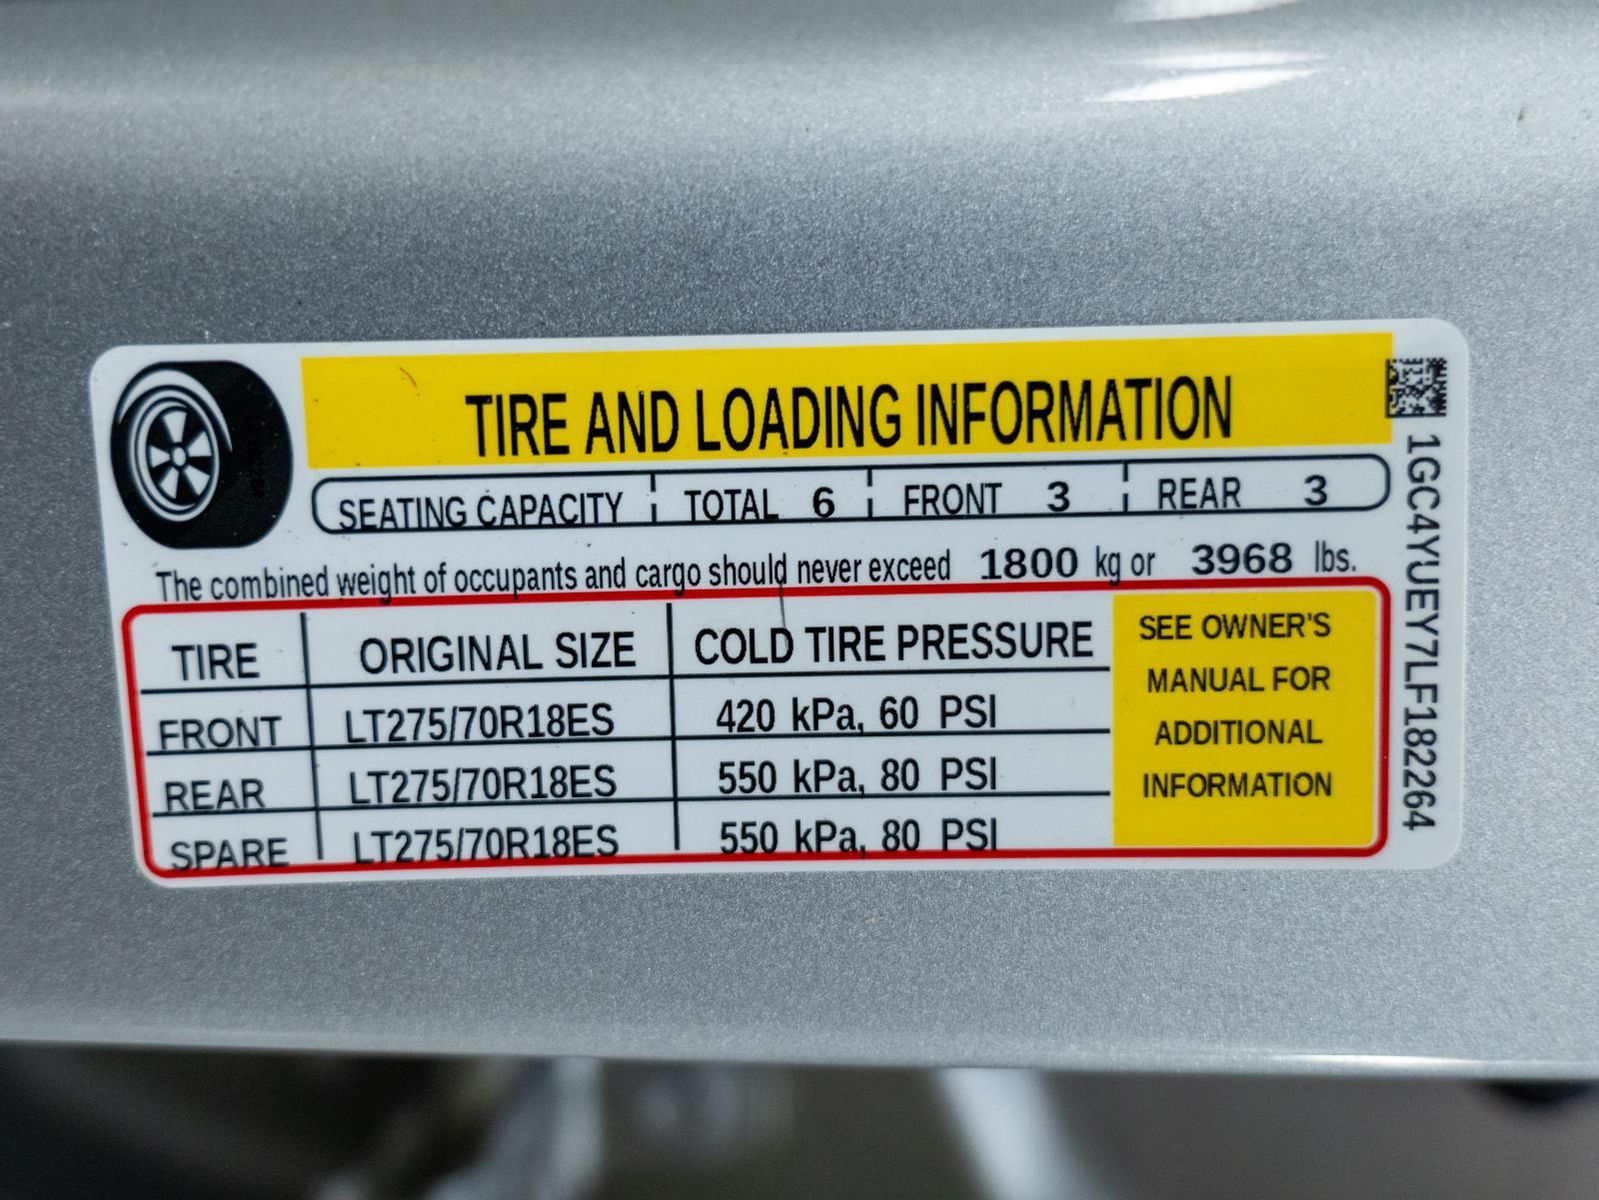 TIRE AND LOADING INFORMATION
SEATING CAPACITY TOTAL 6 FRONT 3 REAR 3
The combined weight of occupants and cargo should never exceed 1800 kg or 3968 lbs.
TIRE ORIGINAL SIZE COLD TIRE PRESSURE
FRONT LT275/70R18ES 420 kPa, 60 PSI
REAR LT275/70R18ES 550 kPa, 80 PSI
SPARE LT275/70R18ES 550 kPa, 80 PSI
SEE OWNER'S
MANUAL FOR
ADDITIONAL
INFORMATION
1GC4YUEY7LF182264